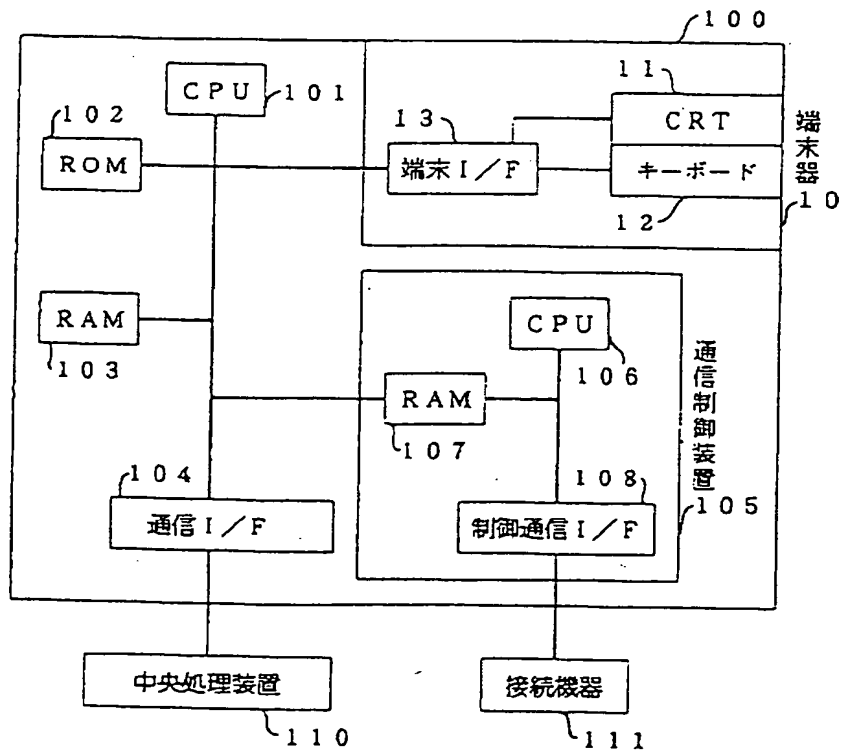 100
CPU
101
11
CRT
102
ROM
13
端末I/F
キーボード
12
端末器
10
RAM
103
CPU
106
RAM
107
通信制御装置
105
104
通信I/F
108
制御通信I/F
中央処理装置
110
接続機器
111